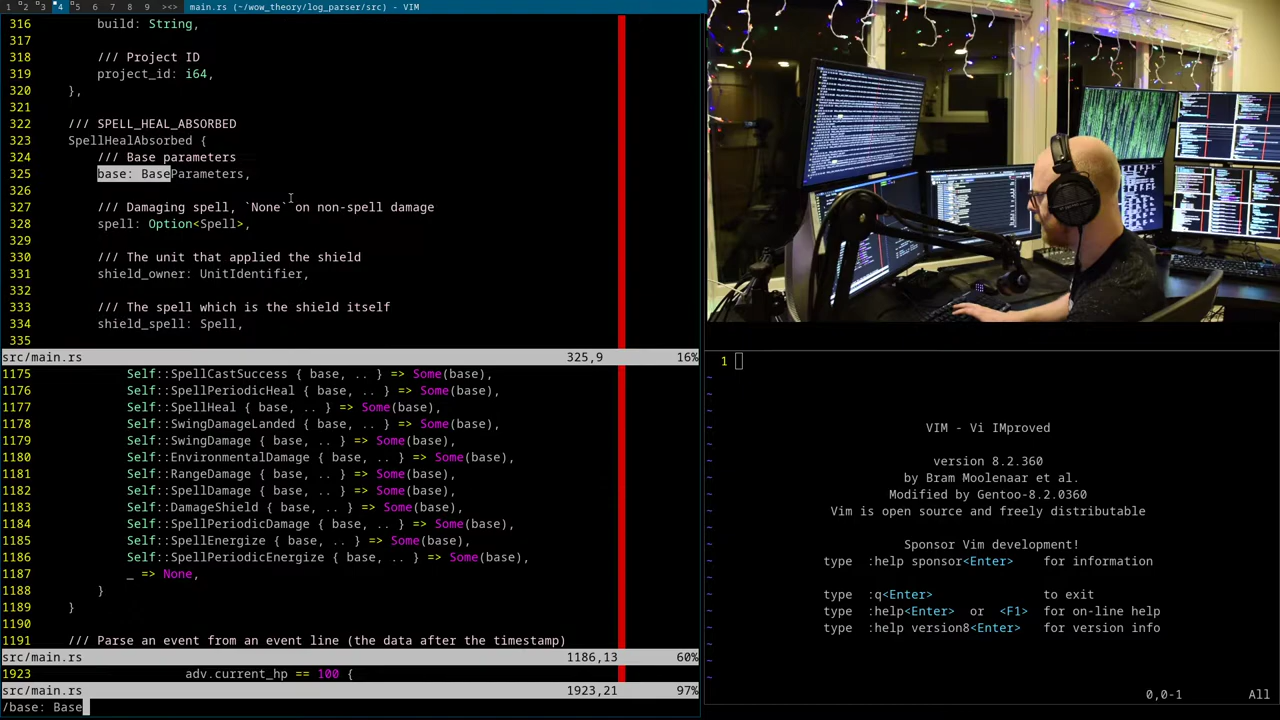 1 2 3 4 5 6 7 8 9 ><> main.rs (~/wow_theory/log_parser/src) - VIM
316 build: String,
317
318 /// Project ID
319 project_id: i64,
320 },
321
322 /// SPELL_HEAL_ABSORBED
323 SpellHealAbsorbed {
324 /// Base parameters
325 base: BaseParameters,
326
327 /// Damaging spell, `None` on non-spell damage
328 spell: Option<Spell>,
329
330 /// The unit that applied the shield
331 shield_owner: UnitIdentifier,
332
333 /// The spell which is the shield itself
334 shield_spell: Spell,
335
src/main.rs 325,9 16%
1175 Self::SpellCastSuccess { base, .. } => Some(base),
1176 Self::SpellPeriodicHeal { base, .. } => Some(base),
1177 Self::SpellHeal { base, .. } => Some(base),
1178 Self::SwingDamageLanded { base, .. } => Some(base),
1179 Self::SwingDamage { base, .. } => Some(base),
1180 Self::EnvironmentalDamage { base, .. } => Some(base),
1181 Self::RangeDamage { base, .. } => Some(base),
1182 Self::SpellDamage { base, .. } => Some(base),
1183 Self::DamageShield { base, .. } => Some(base),
1184 Self::SpellPeriodicDamage { base, .. } => Some(base),
1185 Self::SpellEnergize { base, .. } => Some(base),
1186 Self::SpellPeriodicEnergize { base, .. } => Some(base),
1187 _ => None,
1188 }
1189 }
1190
1191 /// Parse an event from an event line (the data after the timestamp)
src/main.rs 1186,13 60%
1923 adv.current_hp == 100 {
src/main.rs 1923,21 97%
/base: Base
1
~
~
~
VIM - Vi IMproved
~
version 8.2.360
by Bram Moolenaar et al.
Modified by Gentoo-8.2.0360
Vim is open source and freely distributable
~
Sponsor Vim development!
type :help sponsor<Enter> for information
~
type :q<Enter> to exit
type :help<Enter> or <F1> for on-line help
type :help version8<Enter> for version info
~
~
~
0,0-1 All